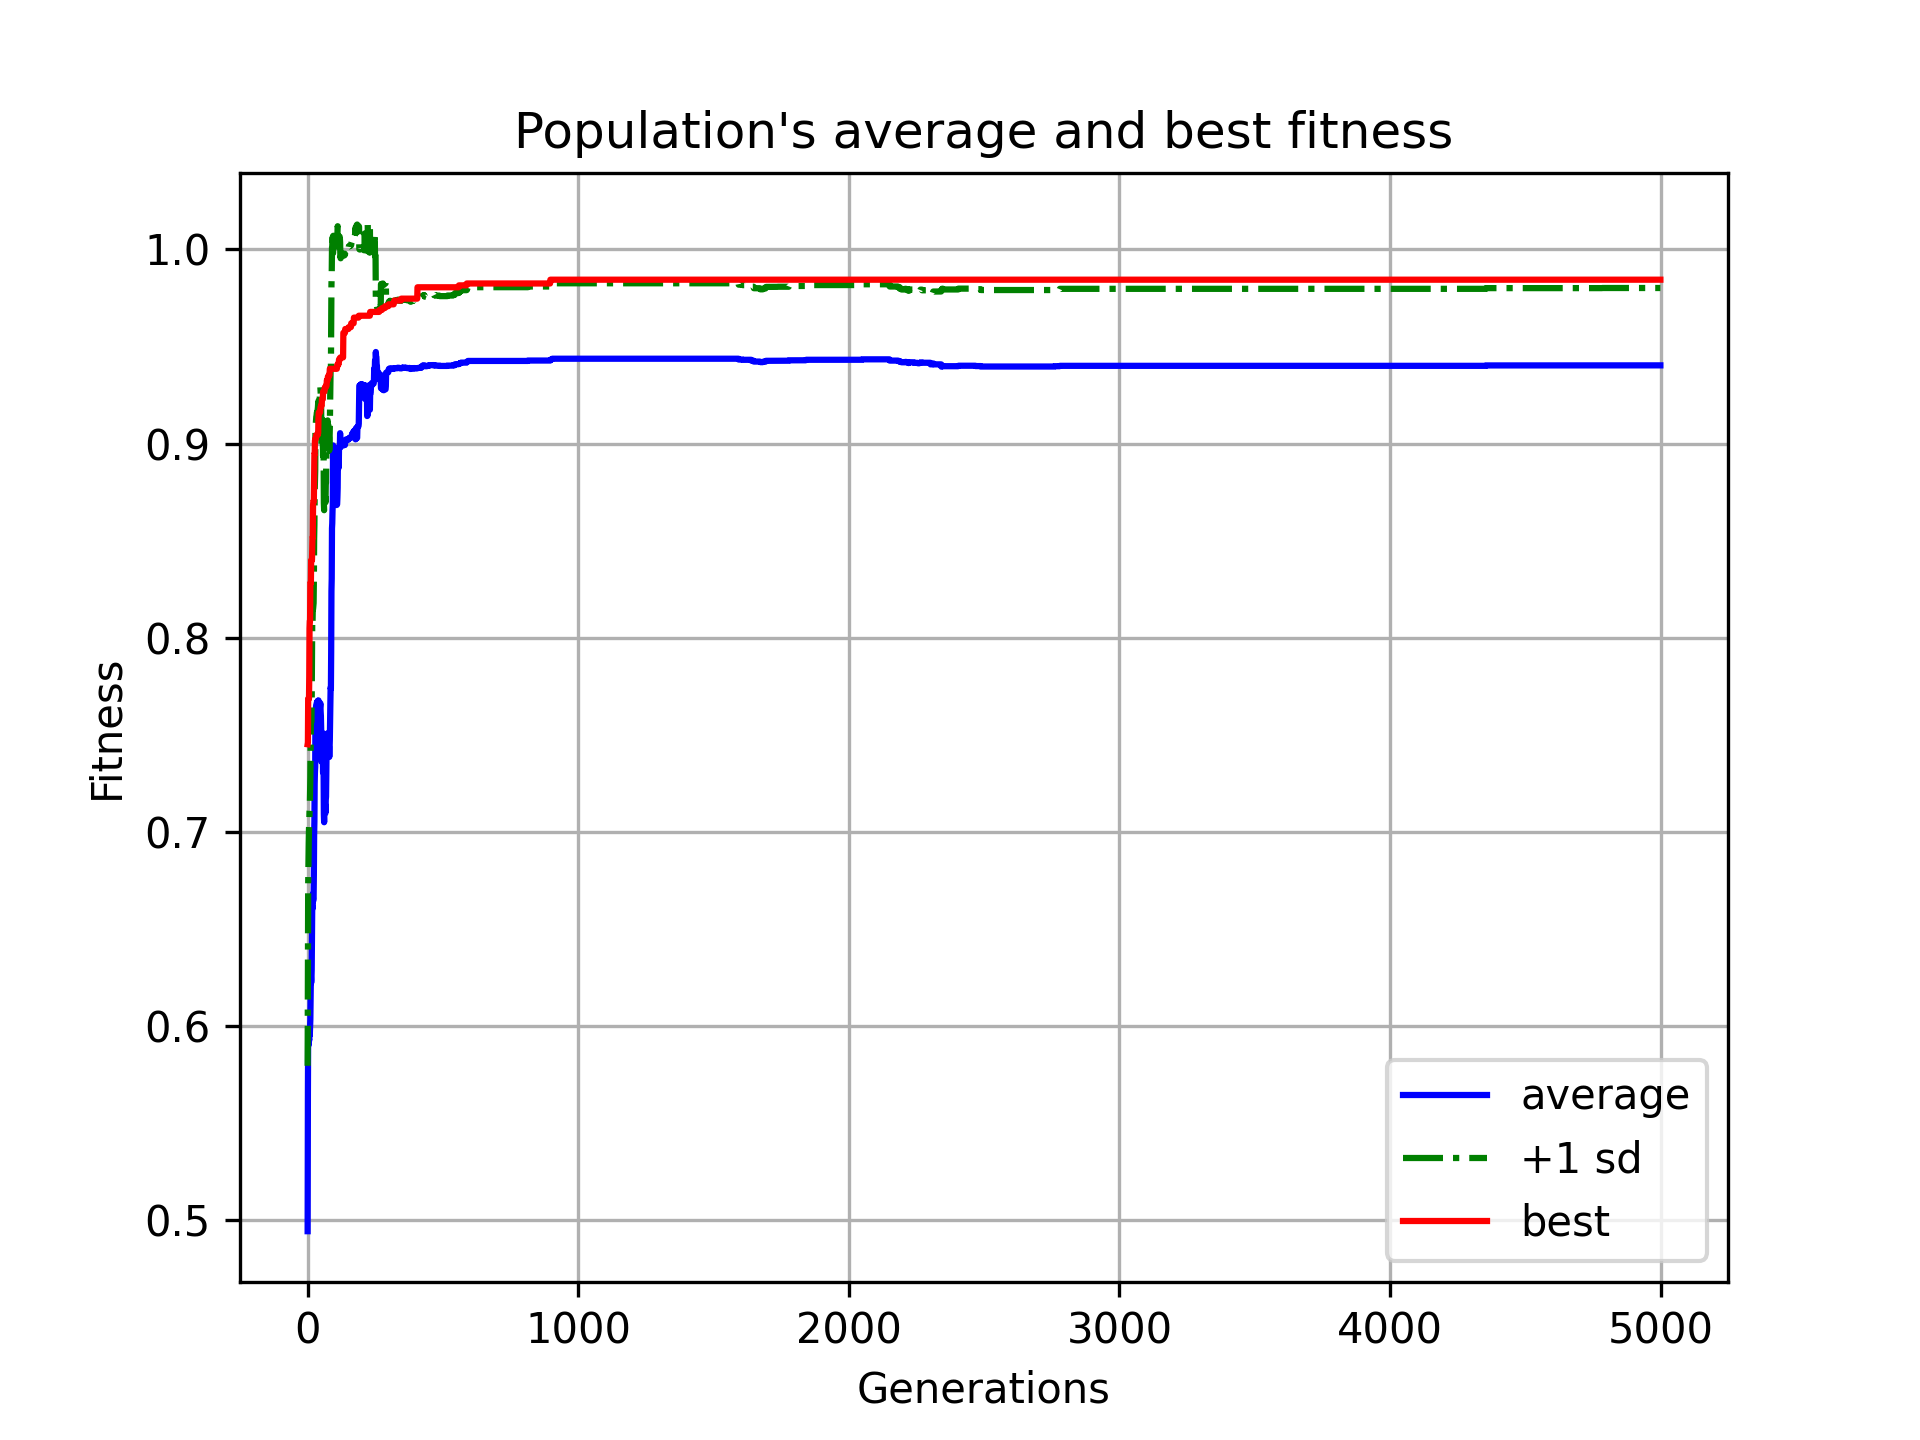 Population's average and best fitness
1.0
0.9
0.8
0.7
0.6
0.5
Fitness
0 1000 2000 3000 4000 5000
Generations
average
+1 sd
best